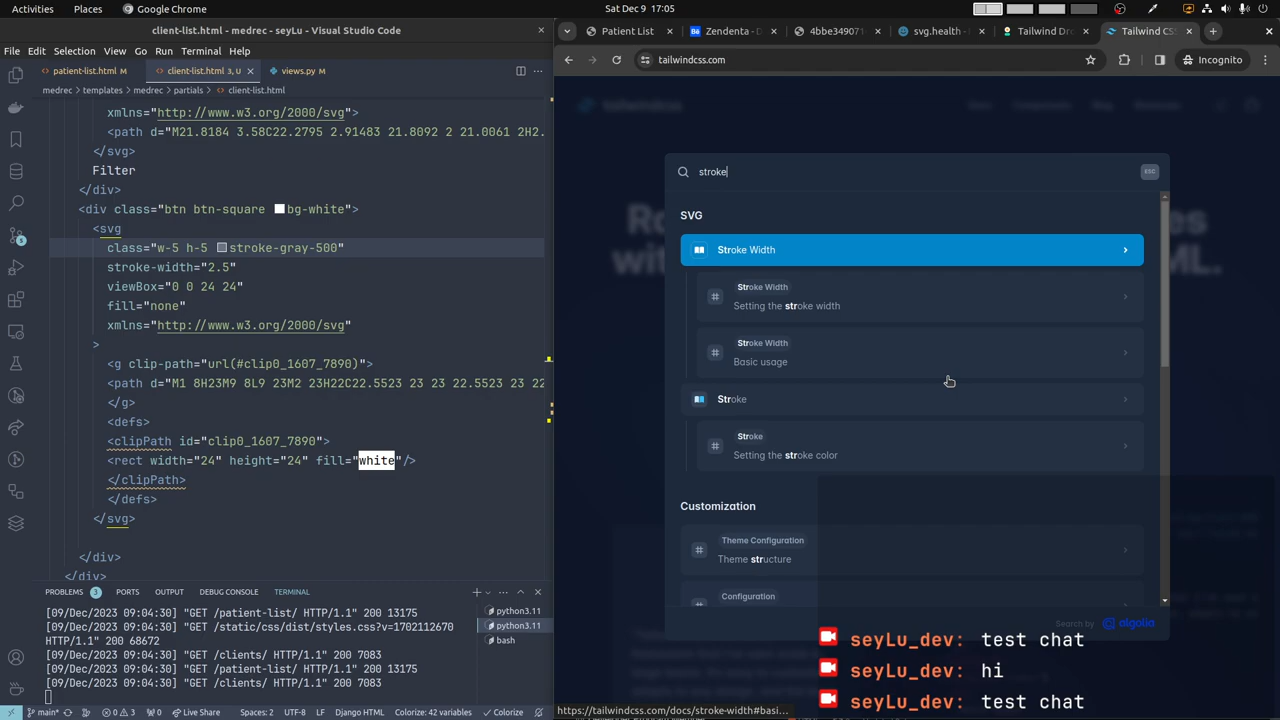 Activities Places Google Chrome Sat Dec 9 17:05
client-list.html - medrec - seyLu - Visual Studio Code
File Edit Selection View Go Run Terminal Help
patient-list.html M client-list.html 3, U views.py M
medrec > templates > medrec > partials > client-list.html
xmlns="http://www.w3.org/2000/svg">
<path d="M21.8184 3.58C22.2795 2.91483 21.8092 2 21.0061 2H2.
</svg>
Filter
</div>
<div class="btn btn-square bg-white">
<svg
class="w-5 h-5 stroke-gray-500"
stroke-width="2.5"
viewBox="0 0 24 24"
fill="none"
xmlns="http://www.w3.org/2000/svg"
>
<g clip-path="url(#clip0_1607_7890)">
<path d="M1 8H23M9 8L9 23M2 23H22C22.5523 23 23 22.5523 23 22
</g>
<defs>
<clipPath id="clip0_1607_7890">
<rect width="24" height="24" fill="white"/>
</clipPath>
</defs>
</svg>
</div>
</div>
PROBLEMS 3 PORTS OUTPUT DEBUG CONSOLE TERMINAL
[09/Dec/2023 09:04:30] "GET /patient-list/ HTTP/1.1" 200 13175
[09/Dec/2023 09:04:30] "GET /static/css/dist/styles.css?v=1702112670
HTTP/1.1" 200 68672
[09/Dec/2023 09:04:30] "GET /clients/ HTTP/1.1" 200 7083
[09/Dec/2023 09:04:30] "GET /patient-list/ HTTP/1.1" 200 13175
[09/Dec/2023 09:04:30] "GET /clients/ HTTP/1.1" 200 7083
python3.11
python3.11
bash
main* 0 3 0 Live Share Spaces: 2 UTF-8 LF Django HTML Colorize: 42 variables Colorize
Patient List Zendenta - D 4bbe349071 svg.health - Tailwind Dro Tailwind CSS
tailwindcss.com Incognito
tailwindcss
stroke ESC
SVG
Stroke Width
Stroke Width
Setting the stroke width
Stroke Width
Basic usage
Stroke
Stroke
Setting the stroke color
Customization
Theme Configuration
Theme structure
Configuration
Search by algolia
seyLu_dev: test chat
seyLu_dev: hi
seyLu_dev: test chat
https://tailwindcss.com/docs/stroke-width#basi...